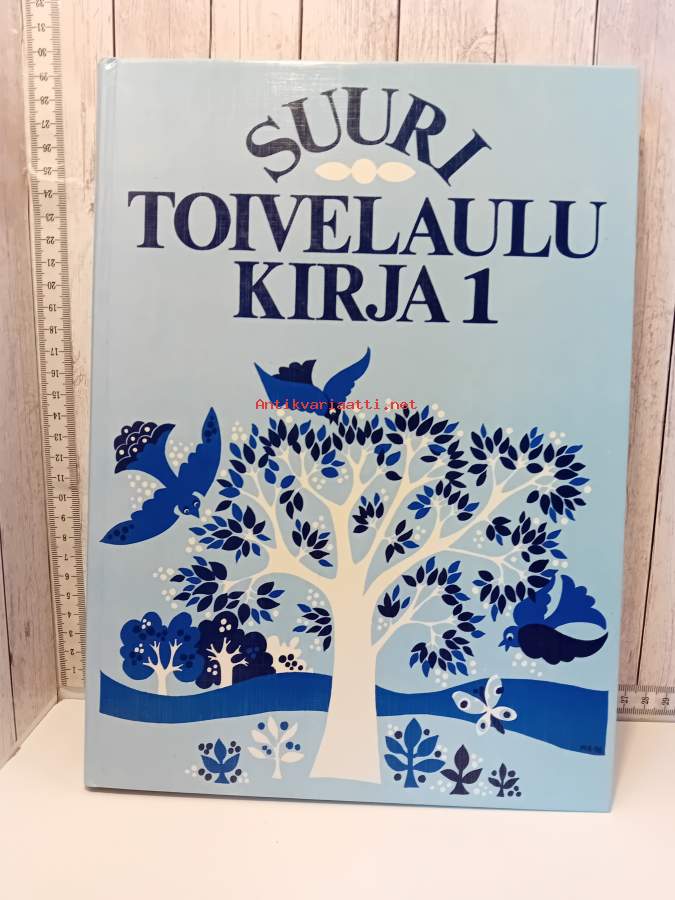 SUURI
TOIVELAULU
KIRJA 1
Antikvariaatti.net